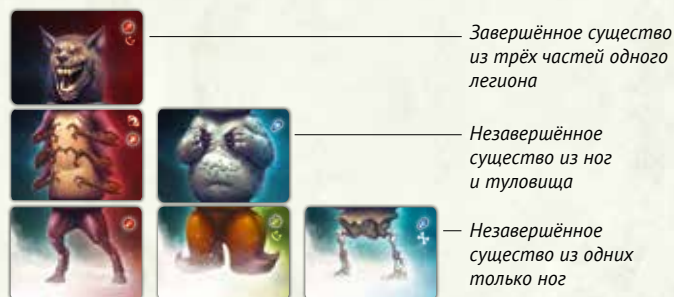 Завершённое существо
из трёх частей одного
легиона
Незавершённое
существо из ног
и туловища
Незавершённое
существо из одних
только ног